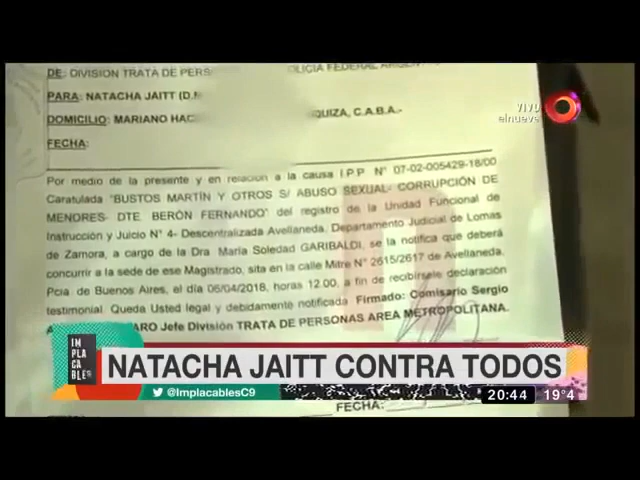 DE: DIVISION TRATA DE PERS OLICIA FEDERAL
PARA: NATACHA JAITT (D.
DOMICILIO: MARIANO HAC QUIZA, C.A.B.A.-
FECHA:
VIVO
elnueve
Por medio de la presente y en relación a la causa I.P.P N° 07-02-005429-18/00
Caratulada "BUSTOS MARTÍN Y OTROS S/ ABUSO SEXUAL- CORRUPCIÓN DE
MENORES- DTE. BERÓN FERNANDO" del registro de la Unidad Funcional de
Instrucción y Juicio N° 4- Descentralizada Avellaneda, Departamento Judicial de Lomas
de Zamora, a cargo de la Dra. María Soledad GARIBALDI, se la notifica que deberá
concurrir a la sede de ese Magistrado, sita en la calle Mitre N° 2615/2617 de Avellaneda,
Pcia de Buenos Aires, el día 06/04/2018, horas 12.00, a fin de recibírsele declaración
testimonial. Queda Usted legal y debidamente notificada Firmado: Comisario Sergio
ARO Jefe División TRATA DE PERSONAS AREA METROPOLITANA.
IM
PLA
CA
BLES
NATACHA JAITT CONTRA TODOS
@ImplacablesC9
FECHA:
20:44 19°4